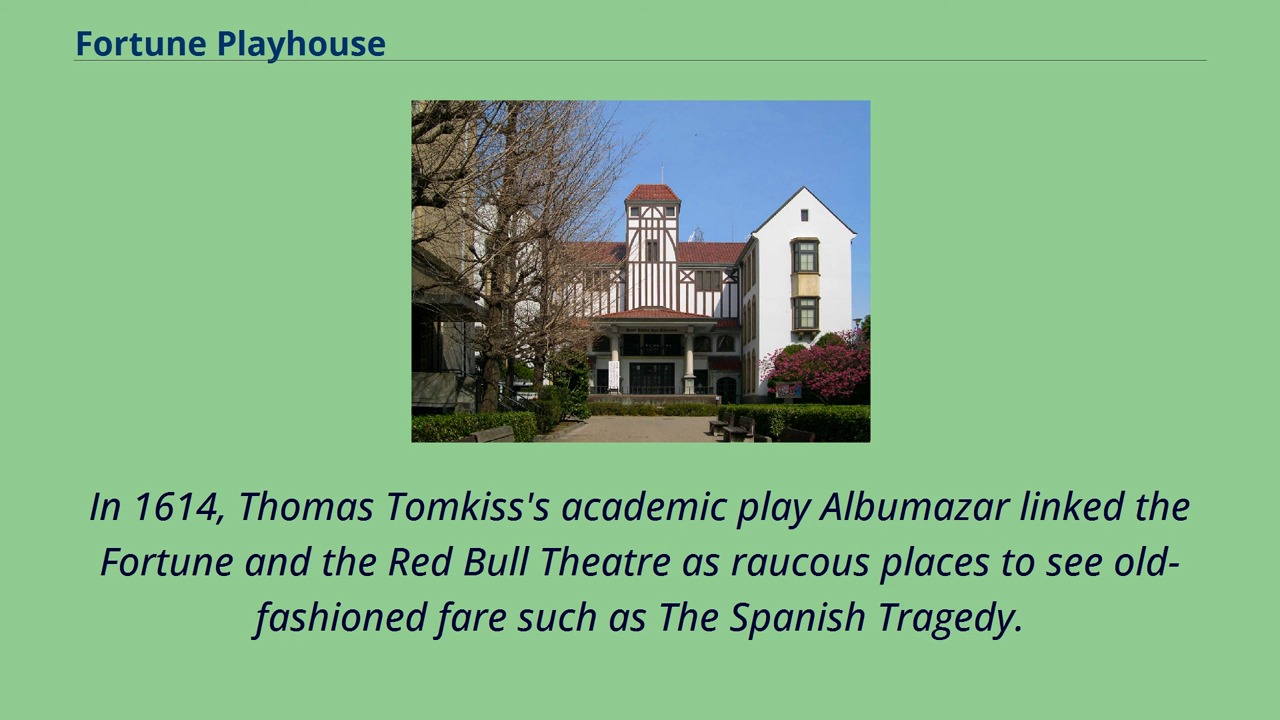 Fortune Playhouse
In 1614, Thomas Tomkiss's academic play Albumazar linked the
Fortune and the Red Bull Theatre as raucous places to see old-
fashioned fare such as The Spanish Tragedy.